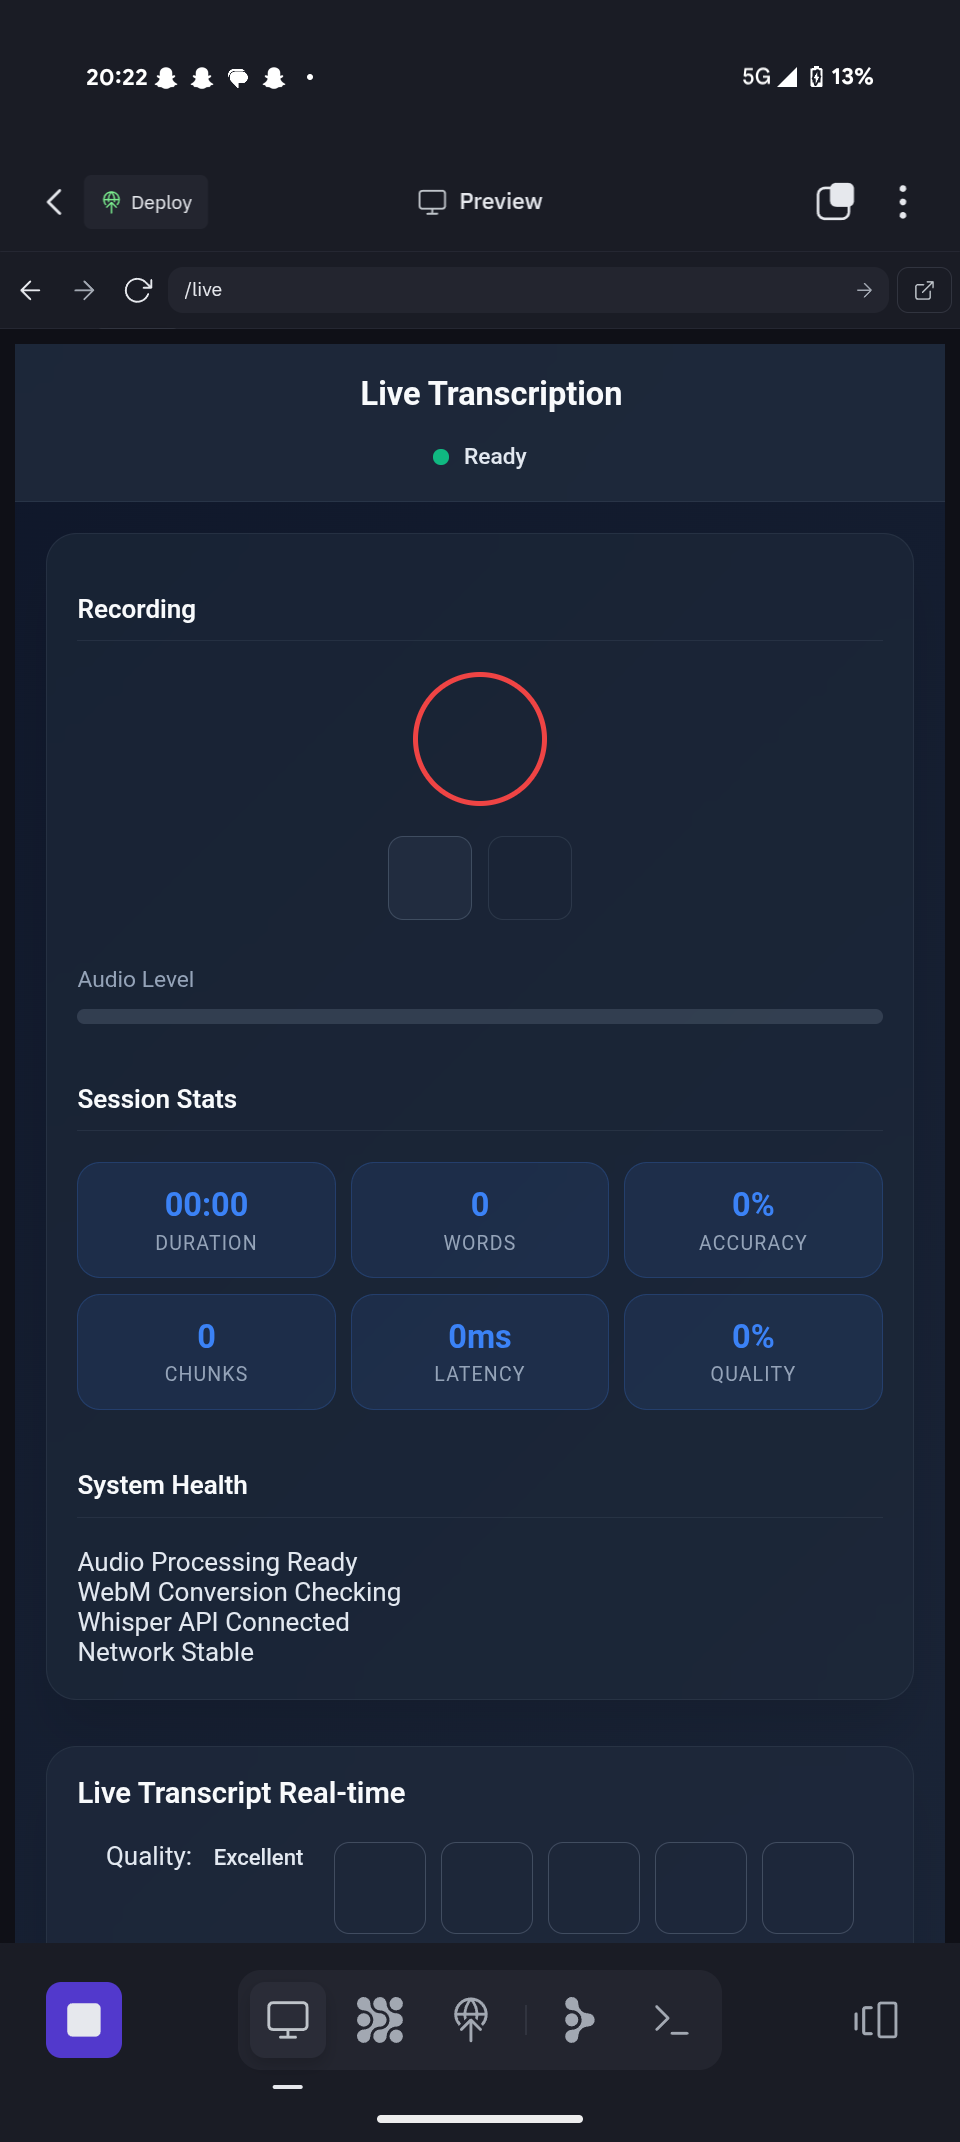 20:22
5G 13%
Deploy
Preview
/live
Live Transcription
Ready
Recording
Audio Level
Session Stats
00:00 0 0%
DURATION WORDS ACCURACY
0 0ms 0%
CHUNKS LATENCY QUALITY
System Health
Audio Processing Ready
WebM Conversion Checking
Whisper API Connected
Network Stable
Live Transcript Real-time
Quality: Excellent